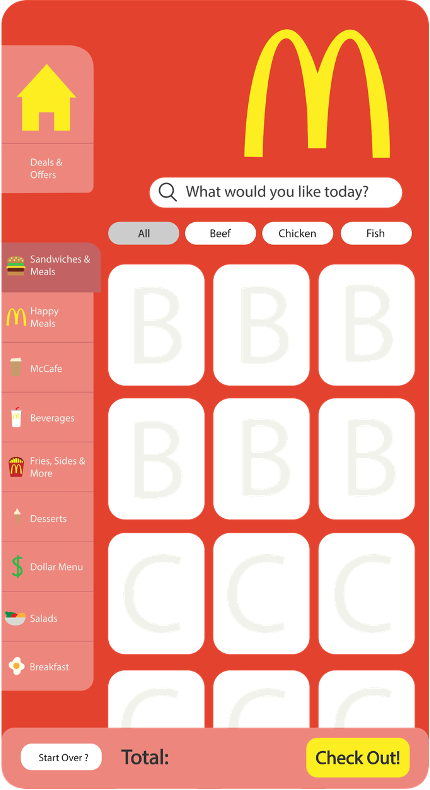 M
Deals &
Offers
What would you like today?
All
Beef
Chicken
Fish
Sandwiches &
Meals
Happy
Meals
McCafe
Beverages
Fries, Sides &
More
Desserts
$ Dollar Menu
Salads
Breakfast
B B B
B B B
C C C
C C C
Start Over ?
Total:
Check Out!